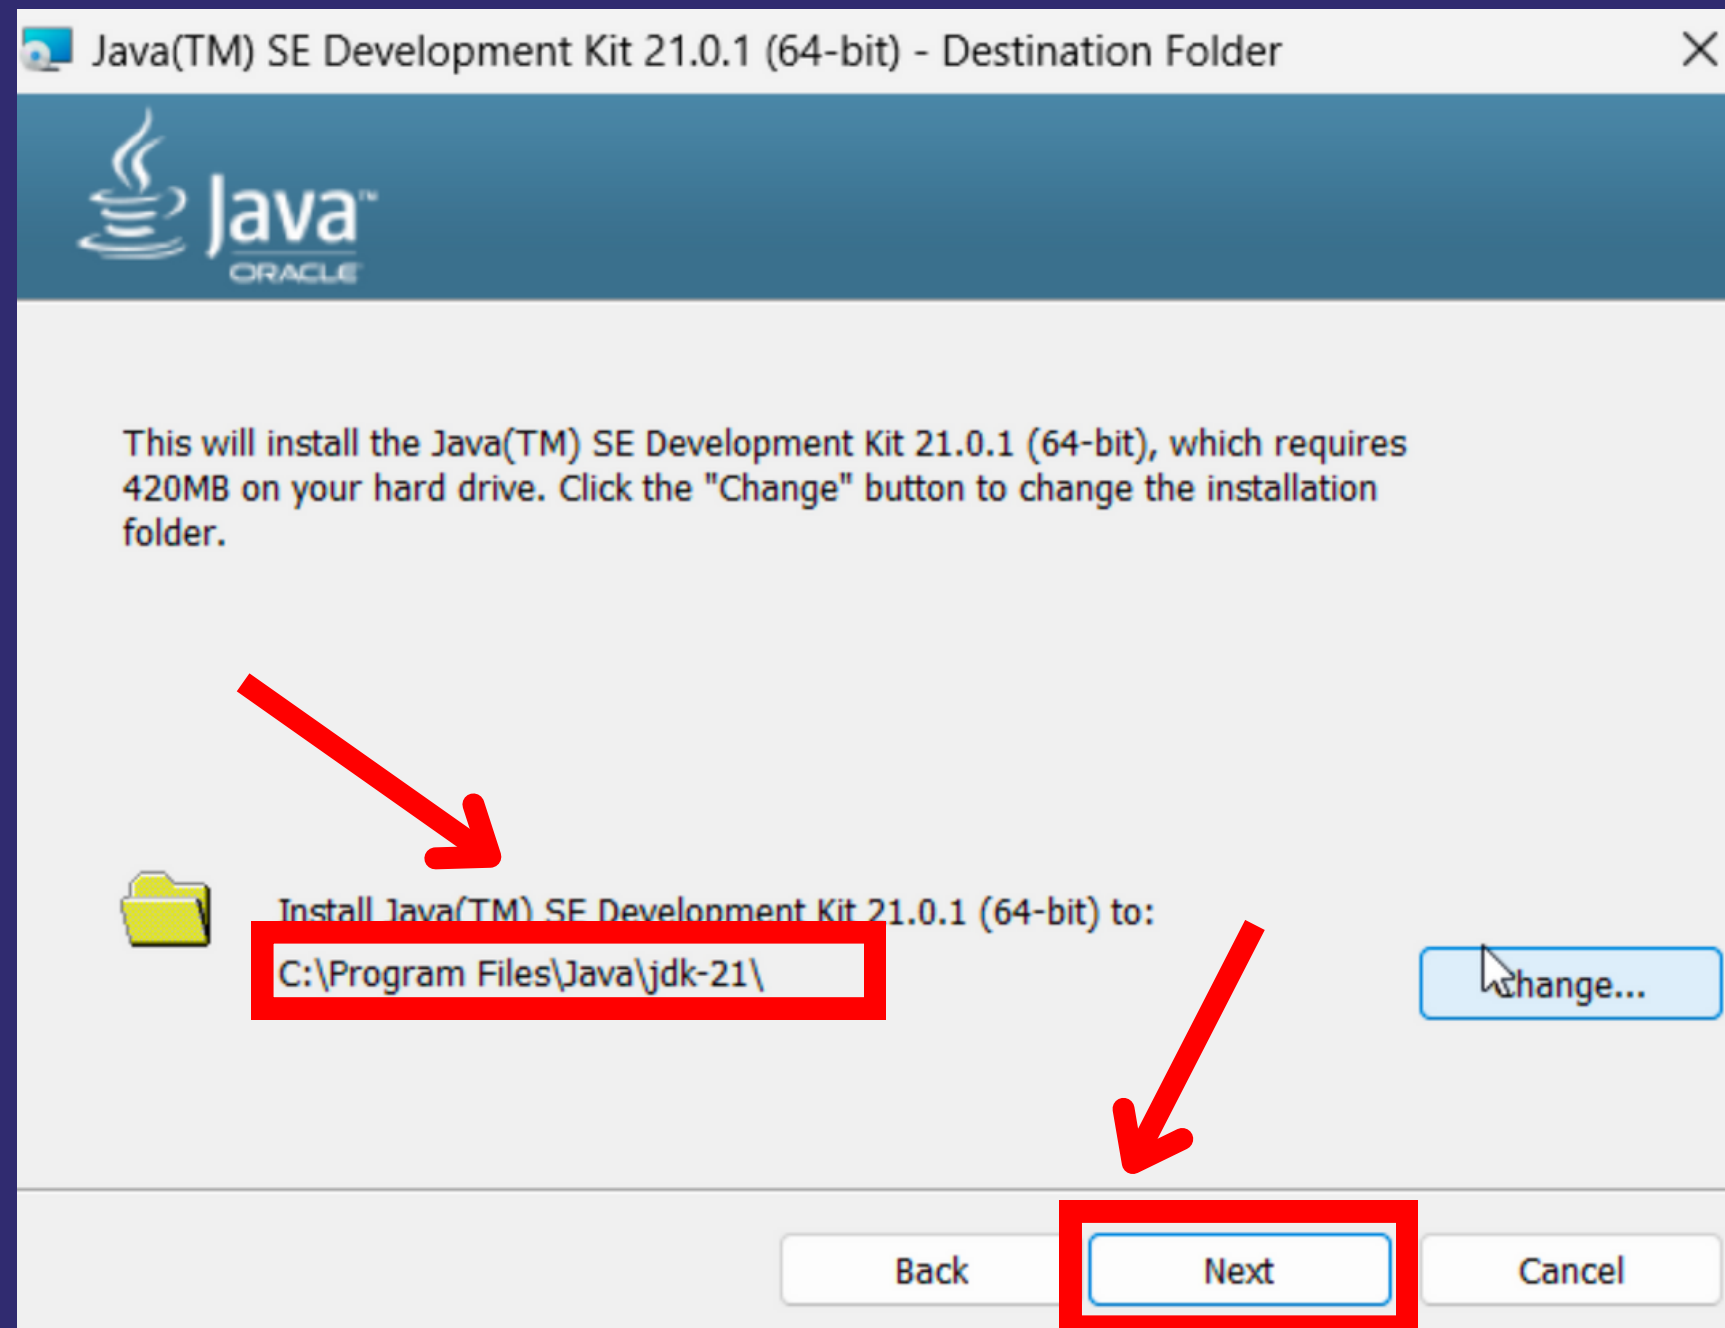 Java(TM) SE Development Kit 21.0.1 (64-bit) - Destination Folder
Java™
ORACLE
This will install the Java(TM) SE Development Kit 21.0.1 (64-bit), which requires
420MB on your hard drive. Click the "Change" button to change the installation
folder.
Install Java(TM) SE Development Kit 21.0.1 (64-bit) to:
C:\Program Files\Java\jdk-21\
Change...
Back
Next
Cancel